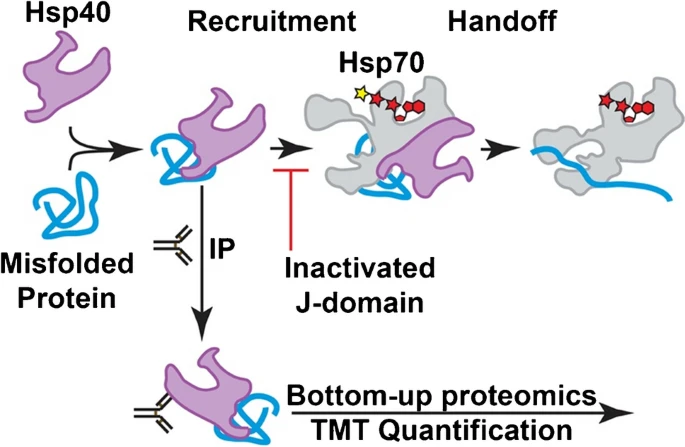 Hsp40
Recruitment
Handoff
Hsp70
Misfolded
Protein
IP
Inactivated
J-domain
Bottom-up proteomics
TMT Quantification